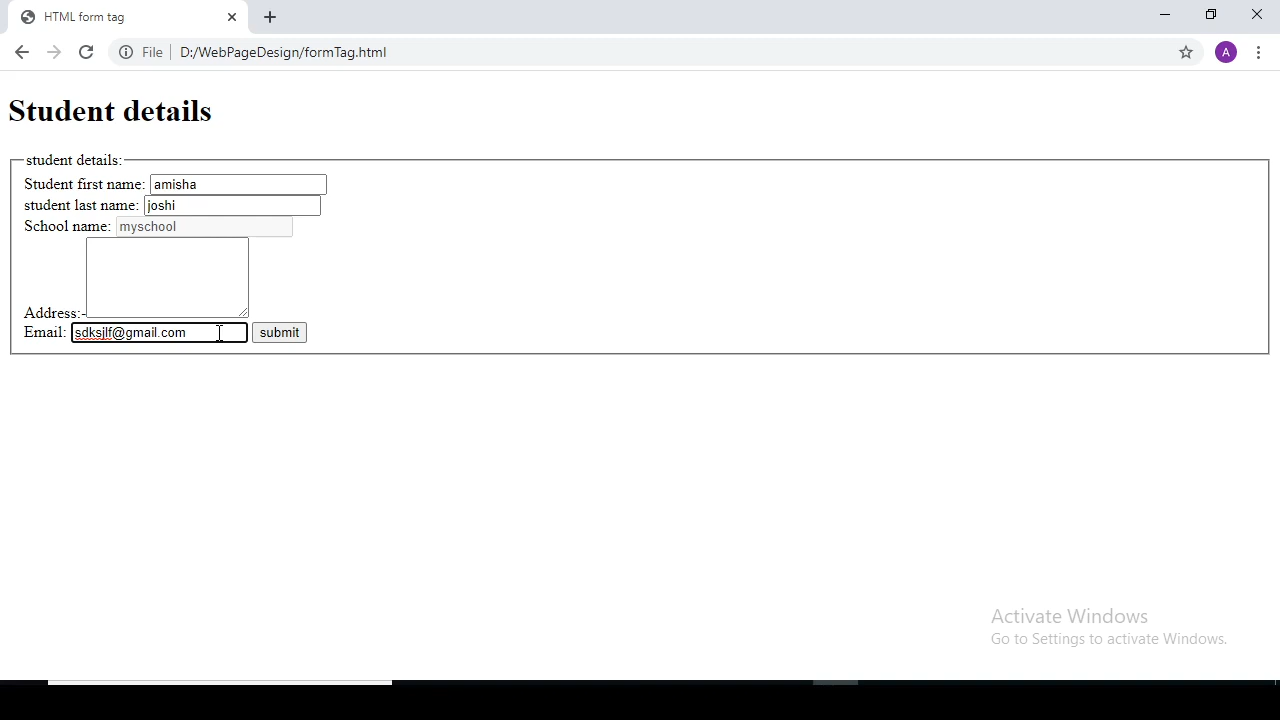 HTML form tag
File D:/WebPageDesign/formTag.html
A
Student details
student details:
Student first name: amisha
student last name: joshi
School name: myschool
Address:-
Email: sdksjlf@gmail.com submit
Activate Windows
Go to Settings to activate Windows.